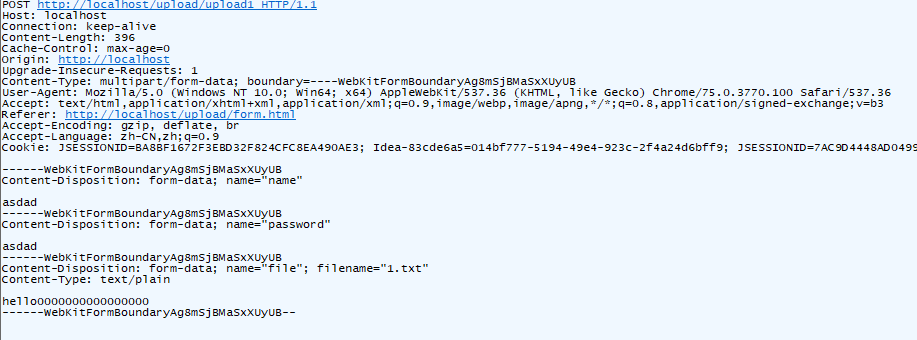 POST http://localhost/upload/upload1 HTTP/1.1
Host: localhost
Connection: keep-alive
Content-Length: 396
Cache-Control: max-age=0
Origin: http://localhost
Upgrade-Insecure-Requests: 1
Content-Type: multipart/form-data; boundary=----WebKitFormBoundaryAg8mSjBMaSxXUyUB
User-Agent: Mozilla/5.0 (Windows NT 10.0; Win64; x64) AppleWebKit/537.36 (KHTML, like Gecko) Chrome/75.0.3770.100 Safari/537.36
Accept: text/html,application/xhtml+xml,application/xml;q=0.9,image/webp,image/apng,*/*;q=0.8,application/signed-exchange;v=b3
Referer: http://localhost/upload/form.html
Accept-Encoding: gzip, deflate, br
Accept-Language: zh-CN,zh;q=0.9
Cookie: JSESSIONID=BA8BF1672F3EBD32F824CFC8EA490AE3; Idea-83cde6a5=014bf777-5194-49e4-923c-2f4a24d6bff9; JSESSIONID=7AC9D4448AD0499
------WebKitFormBoundaryAg8mSjBMaSxXUyUB
Content-Disposition: form-data; name="name"
asdad
------WebKitFormBoundaryAg8mSjBMaSxXUyUB
Content-Disposition: form-data; name="password"
asdad
------WebKitFormBoundaryAg8mSjBMaSxXUyUB
Content-Disposition: form-data; name="file"; filename="1.txt"
Content-Type: text/plain
helloOOOOOOOOOOOOOOOO
------WebKitFormBoundaryAg8mSjBMaSxXUyUB--